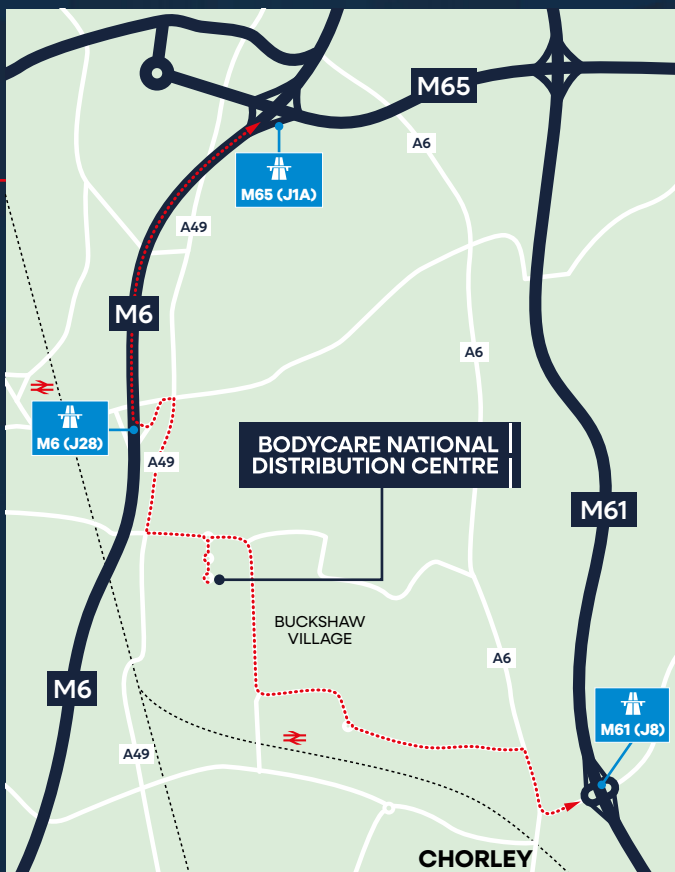 M65
A6
M65 (J1A)
A49
M6
A6
M6 (J28)
A49
BODYCARE NATIONAL
DISTRIBUTION CENTRE
M61
BUCKSHAW
VILLAGE
A6
M6
M61 (J8)
A49
CHORLEY